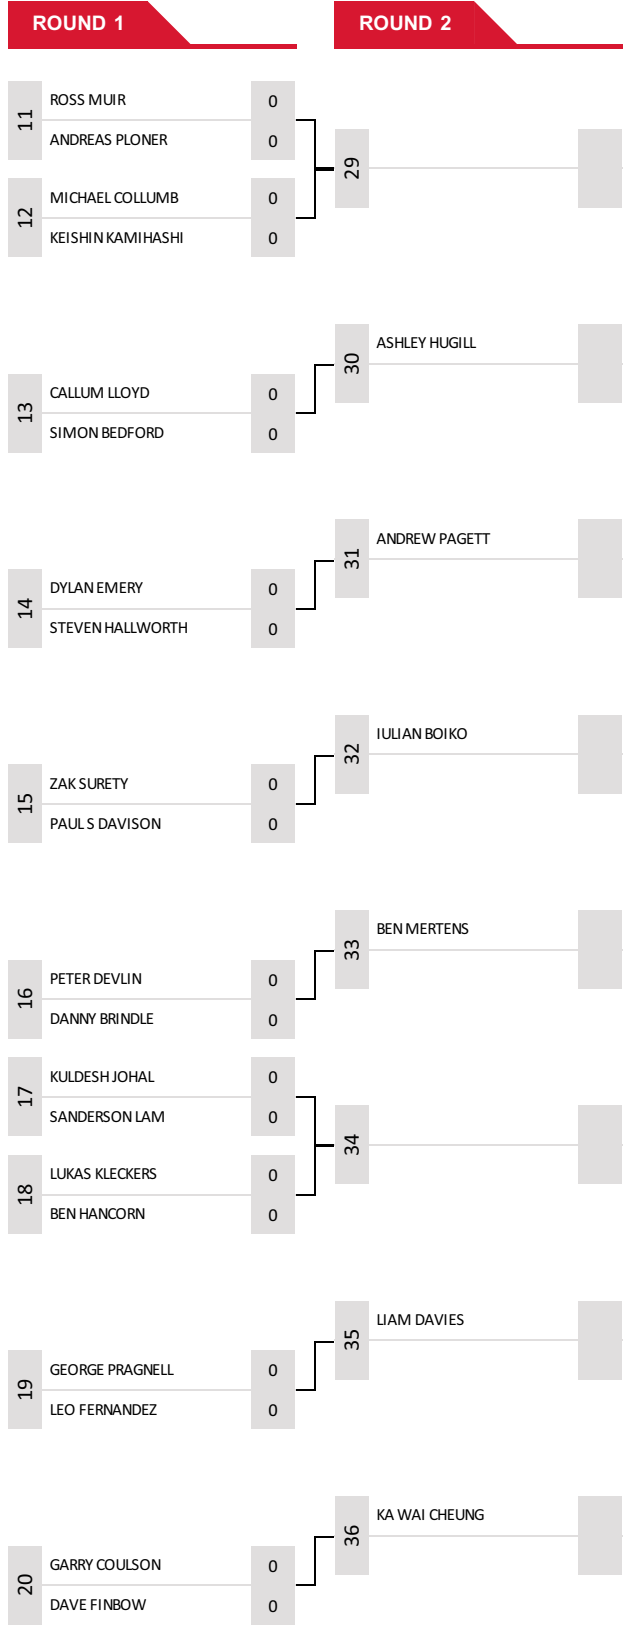 ROUND 1
ROUND 2
11
ROSS MUIR 0
ANDREAS PLONER 0
29
12
MICHAEL COLLUMB 0
KEISHIN KAMIHASHI 0
30
ASHLEY HUGILL
13
CALLUM LLOYD 0
SIMON BEDFORD 0
31
ANDREW PAGETT
14
DYLAN EMERY 0
STEVEN HALLWORTH 0
32
IULIAN BOIKO
15
ZAK SURETY 0
PAUL S DAVISON 0
33
BEN MERTENS
16
PETER DEVLIN 0
DANNY BRINDLE 0
17
KULDESH JOHAL 0
SANDERSON LAM 0
34
18
LUKAS KLECKERS 0
BEN HANCORN 0
35
LIAM DAVIES
19
GEORGE PRAGNELL 0
LEO FERNANDEZ 0
36
KA WAI CHEUNG
20
GARRY COULSON 0
DAVE FINBOW 0